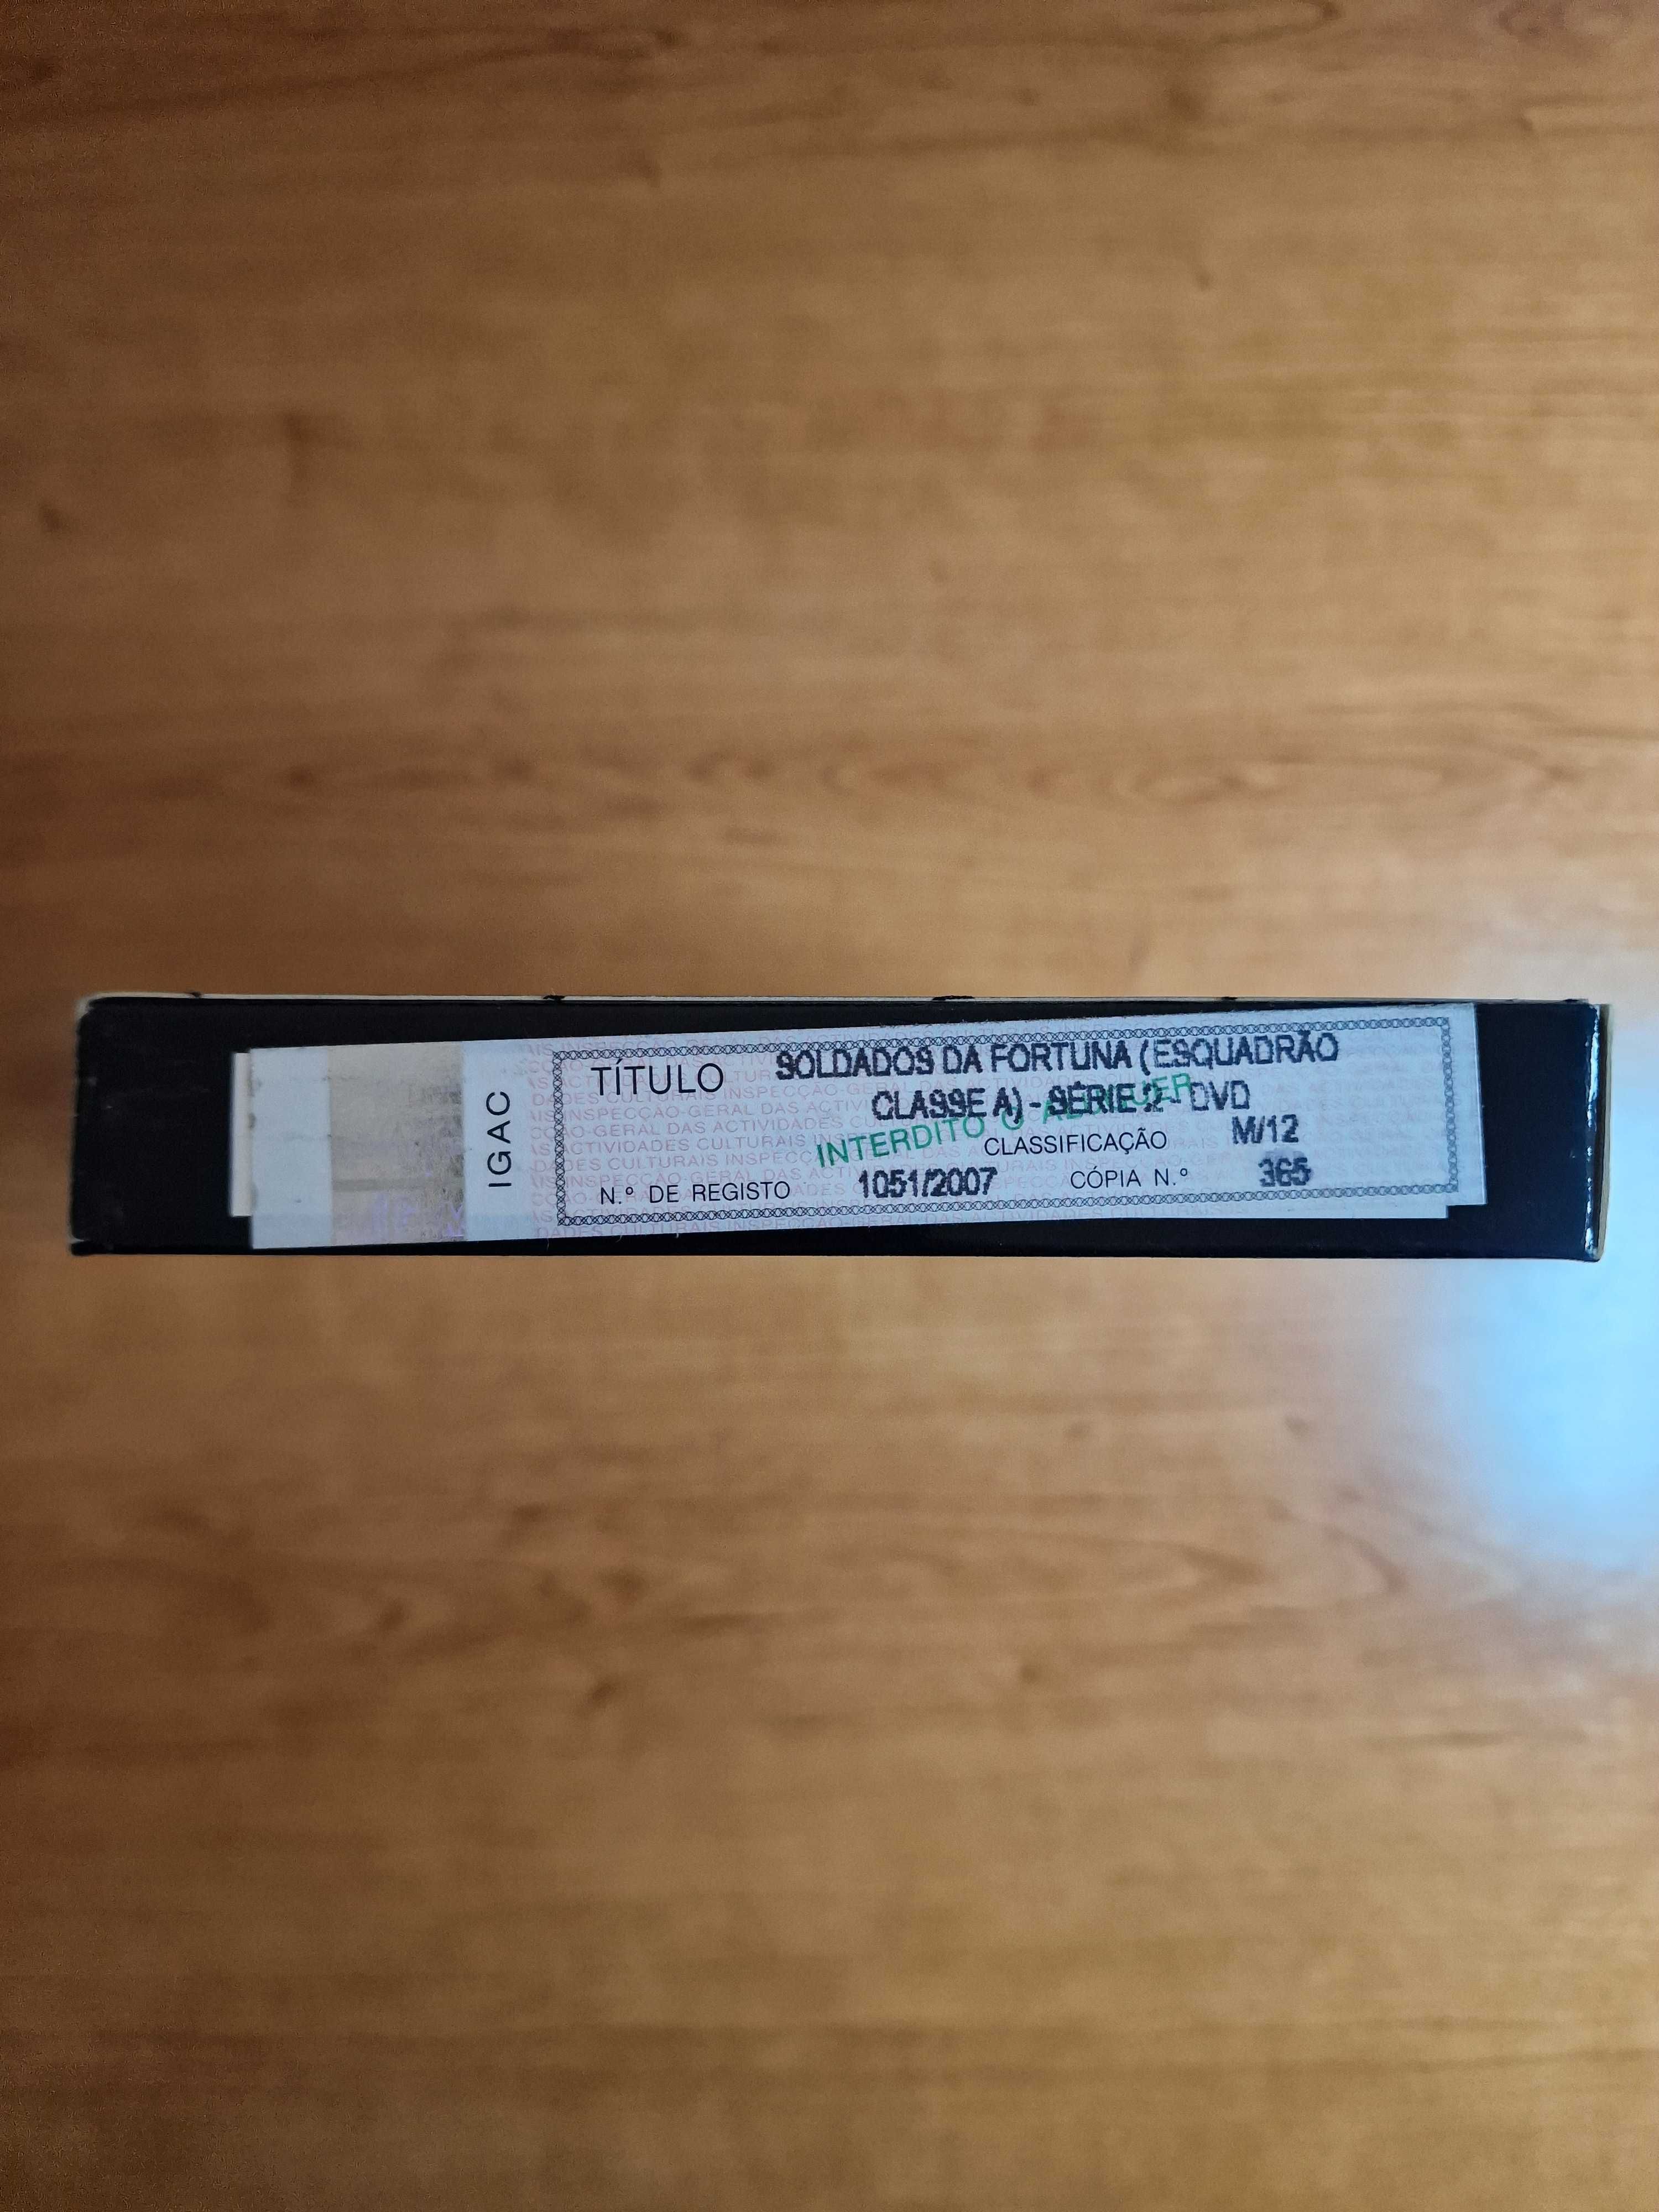 IGAC
TÍTULO SOLDADOS DA FORTUNA (ESQUADRÃO
CLASSE A) - SÉRIE 2 - DVD
INTERDITO O ALUGUER
CLASSIFICAÇÃO M/12
N.º DE REGISTO 1051/2007 CÓPIA N.º 365